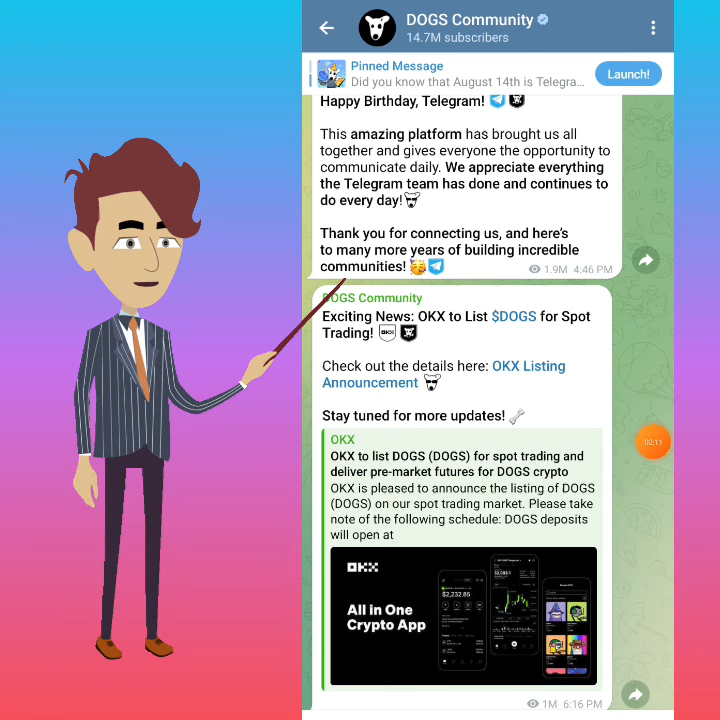 DOGS Community
14.7M subscribers
Pinned Message
Did you know that August 14th is Telegra...
Launch!
Happy Birthday, Telegram!
This amazing platform has brought us all
together and gives everyone the opportunity to
communicate daily. We appreciate everything
the Telegram team has done and continues to
do every day!
Thank you for connecting us, and here's
to many more years of building incredible
communities!
1.9M 4:46 PM
DOGS Community
Exciting News: OKX to List $DOGS for Spot
Trading!
Check out the details here: OKX Listing
Announcement
Stay tuned for more updates!
02:11
OKX
OKX to list DOGS (DOGS) for spot trading and
deliver pre-market futures for DOGS crypto
OKX is pleased to announce the listing of DOGS
(DOGS) on our spot trading market. Please take
note of the following schedule: DOGS deposits
will open at
OKX
All in One
Crypto App
$2,232.85
1M 6:16 PM